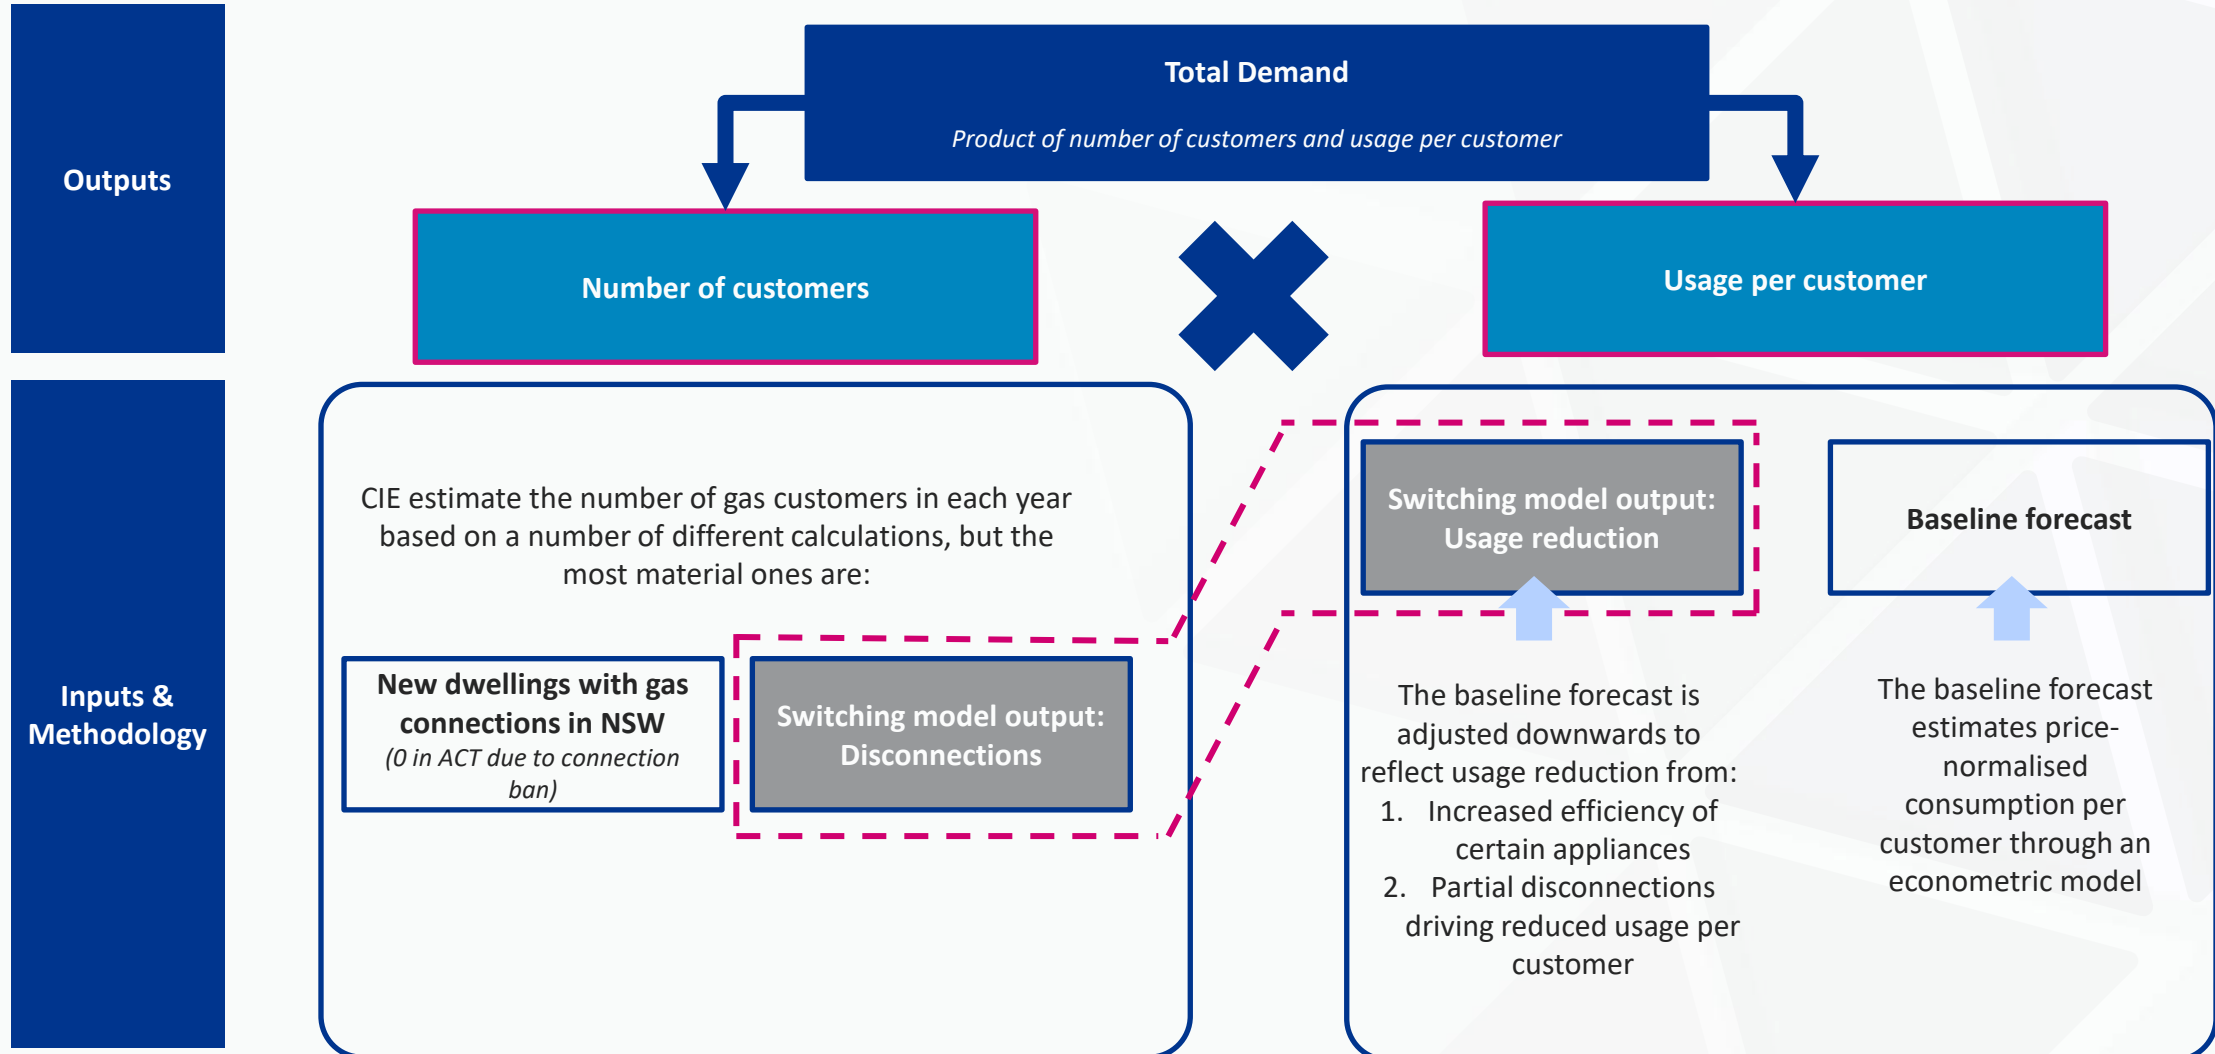 Outputs
Total Demand
Product of number of customers and usage per customer
Number of customers
Usage per customer
Inputs &
Methodology
CIE estimate the number of gas customers in each year
based on a number of different calculations, but the
most material ones are:
New dwellings with gas
connections in NSW
(0 in ACT due to connection
ban)
Switching model output:
Disconnections
Switching model output:
Usage reduction
The baseline forecast is
adjusted downwards to
reflect usage reduction from:
1. Increased efficiency of
certain appliances
2. Partial disconnections
driving reduced usage per
customer
Baseline forecast
The baseline forecast
estimates price-
normalised
consumption per
customer through an
econometric model